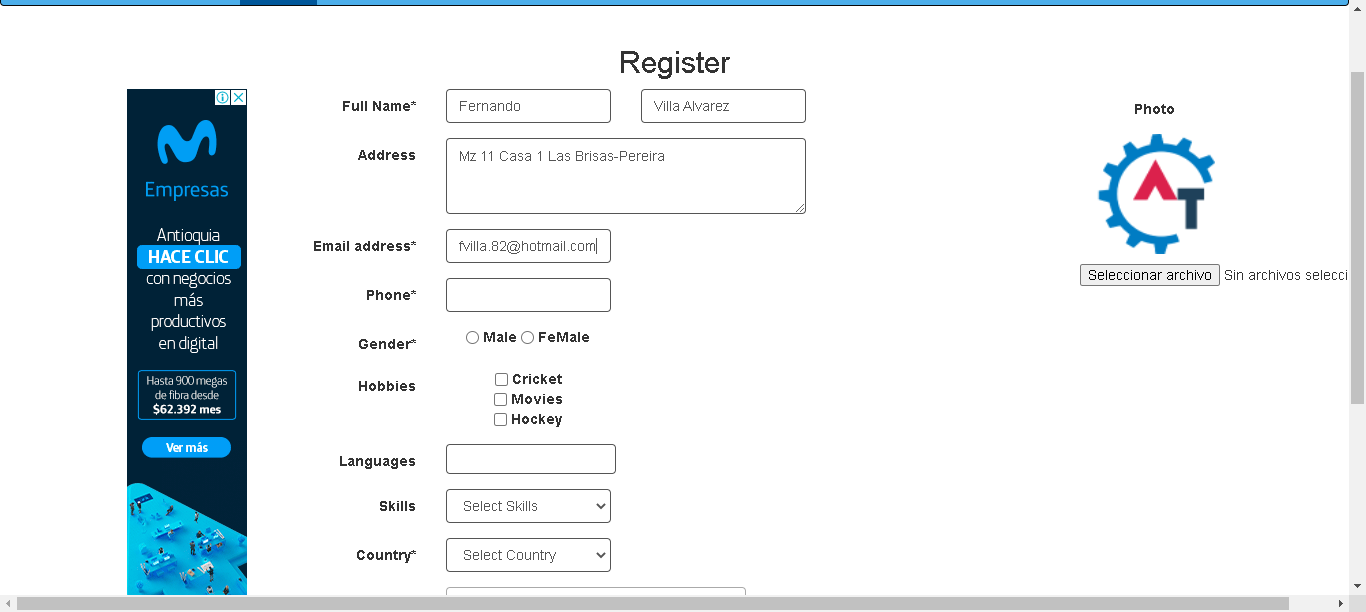 Register
Full Name*
Fernando
Villa Alvarez
Address
Mz 11 Casa 1 Las Brisas-Pereira
Email address*
fvilla.82@hotmail.com
Phone*
Gender*
Male
FeMale
Hobbies
Cricket
Movies
Hockey
Languages
Skills
Select Skills
Country*
Select Country
Photo
AT
Seleccionar archivo
Sin archivos selecci
Empresas
Antioquia
HACE CLIC
con negocios
más
productivos
en digital
Hasta 900 megas
de fibra desde
$62.392 mes
Ver más